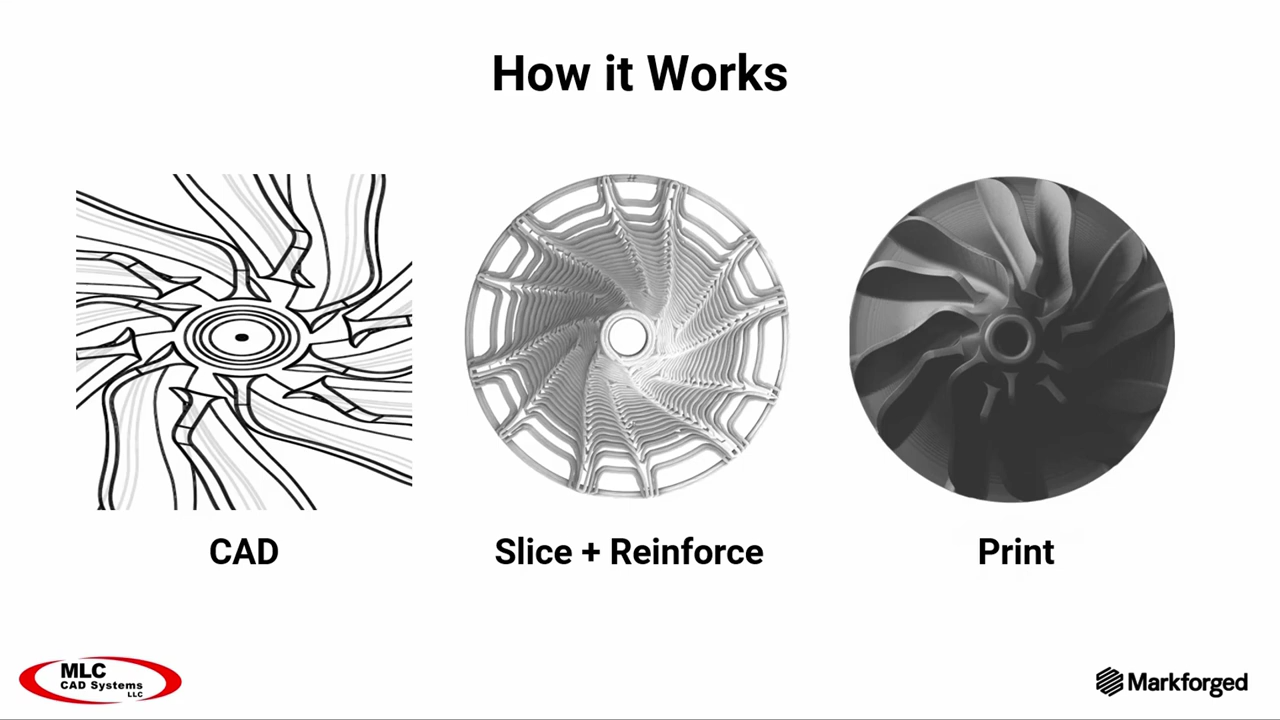 How it Works
CAD
Slice + Reinforce
Print
MLC
CAD Systems
LLC
Markforged